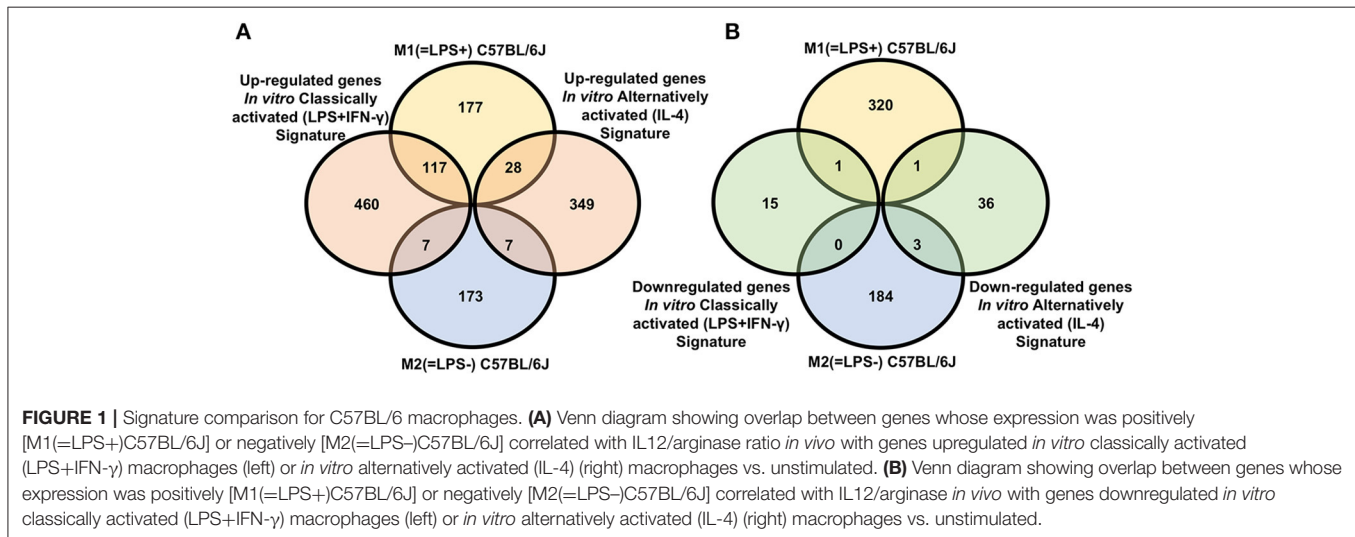 A
M1(=LPS+) C57BL/6J
Up-regulated genes
In vitro Classically
activated (LPS+IFN-γ)
Signature
Up-regulated genes
In vitro Alternatively
activated (IL-4)
Signature
177
117
28
460
349
7
7
173
M2(=LPS-) C57BL/6J
B
M1(=LPS+) C57BL/6J
320
1
1
15
36
0
3
184
Downregulated genes
In vitro Classically
activated (LPS+IFN-γ)
Signature
Down-regulated genes
In vitro Alternatively
activated (IL-4)
Signature
M2(=LPS-) C57BL/6J
FIGURE 1 | Signature comparison for C57BL/6 macrophages. (A) Venn diagram showing overlap between genes whose expression was positively
[M1(=LPS+)C57BL/6J] or negatively [M2(=LPS–)C57BL/6J] correlated with IL12/arginase ratio in vivo with genes upregulated in vitro classically activated
(LPS+IFN-γ) macrophages (left) or in vitro alternatively activated (IL-4) (right) macrophages vs. unstimulated. (B) Venn diagram showing overlap between genes whose
expression was positively [M1(=LPS+)C57BL/6J] or negatively [M2(=LPS–)C57BL/6J] correlated with IL12/arginase in vivo with genes downregulated in vitro
classically activated (LPS+IFN-γ) macrophages (left) or in vitro alternatively activated (IL-4) (right) macrophages vs. unstimulated.